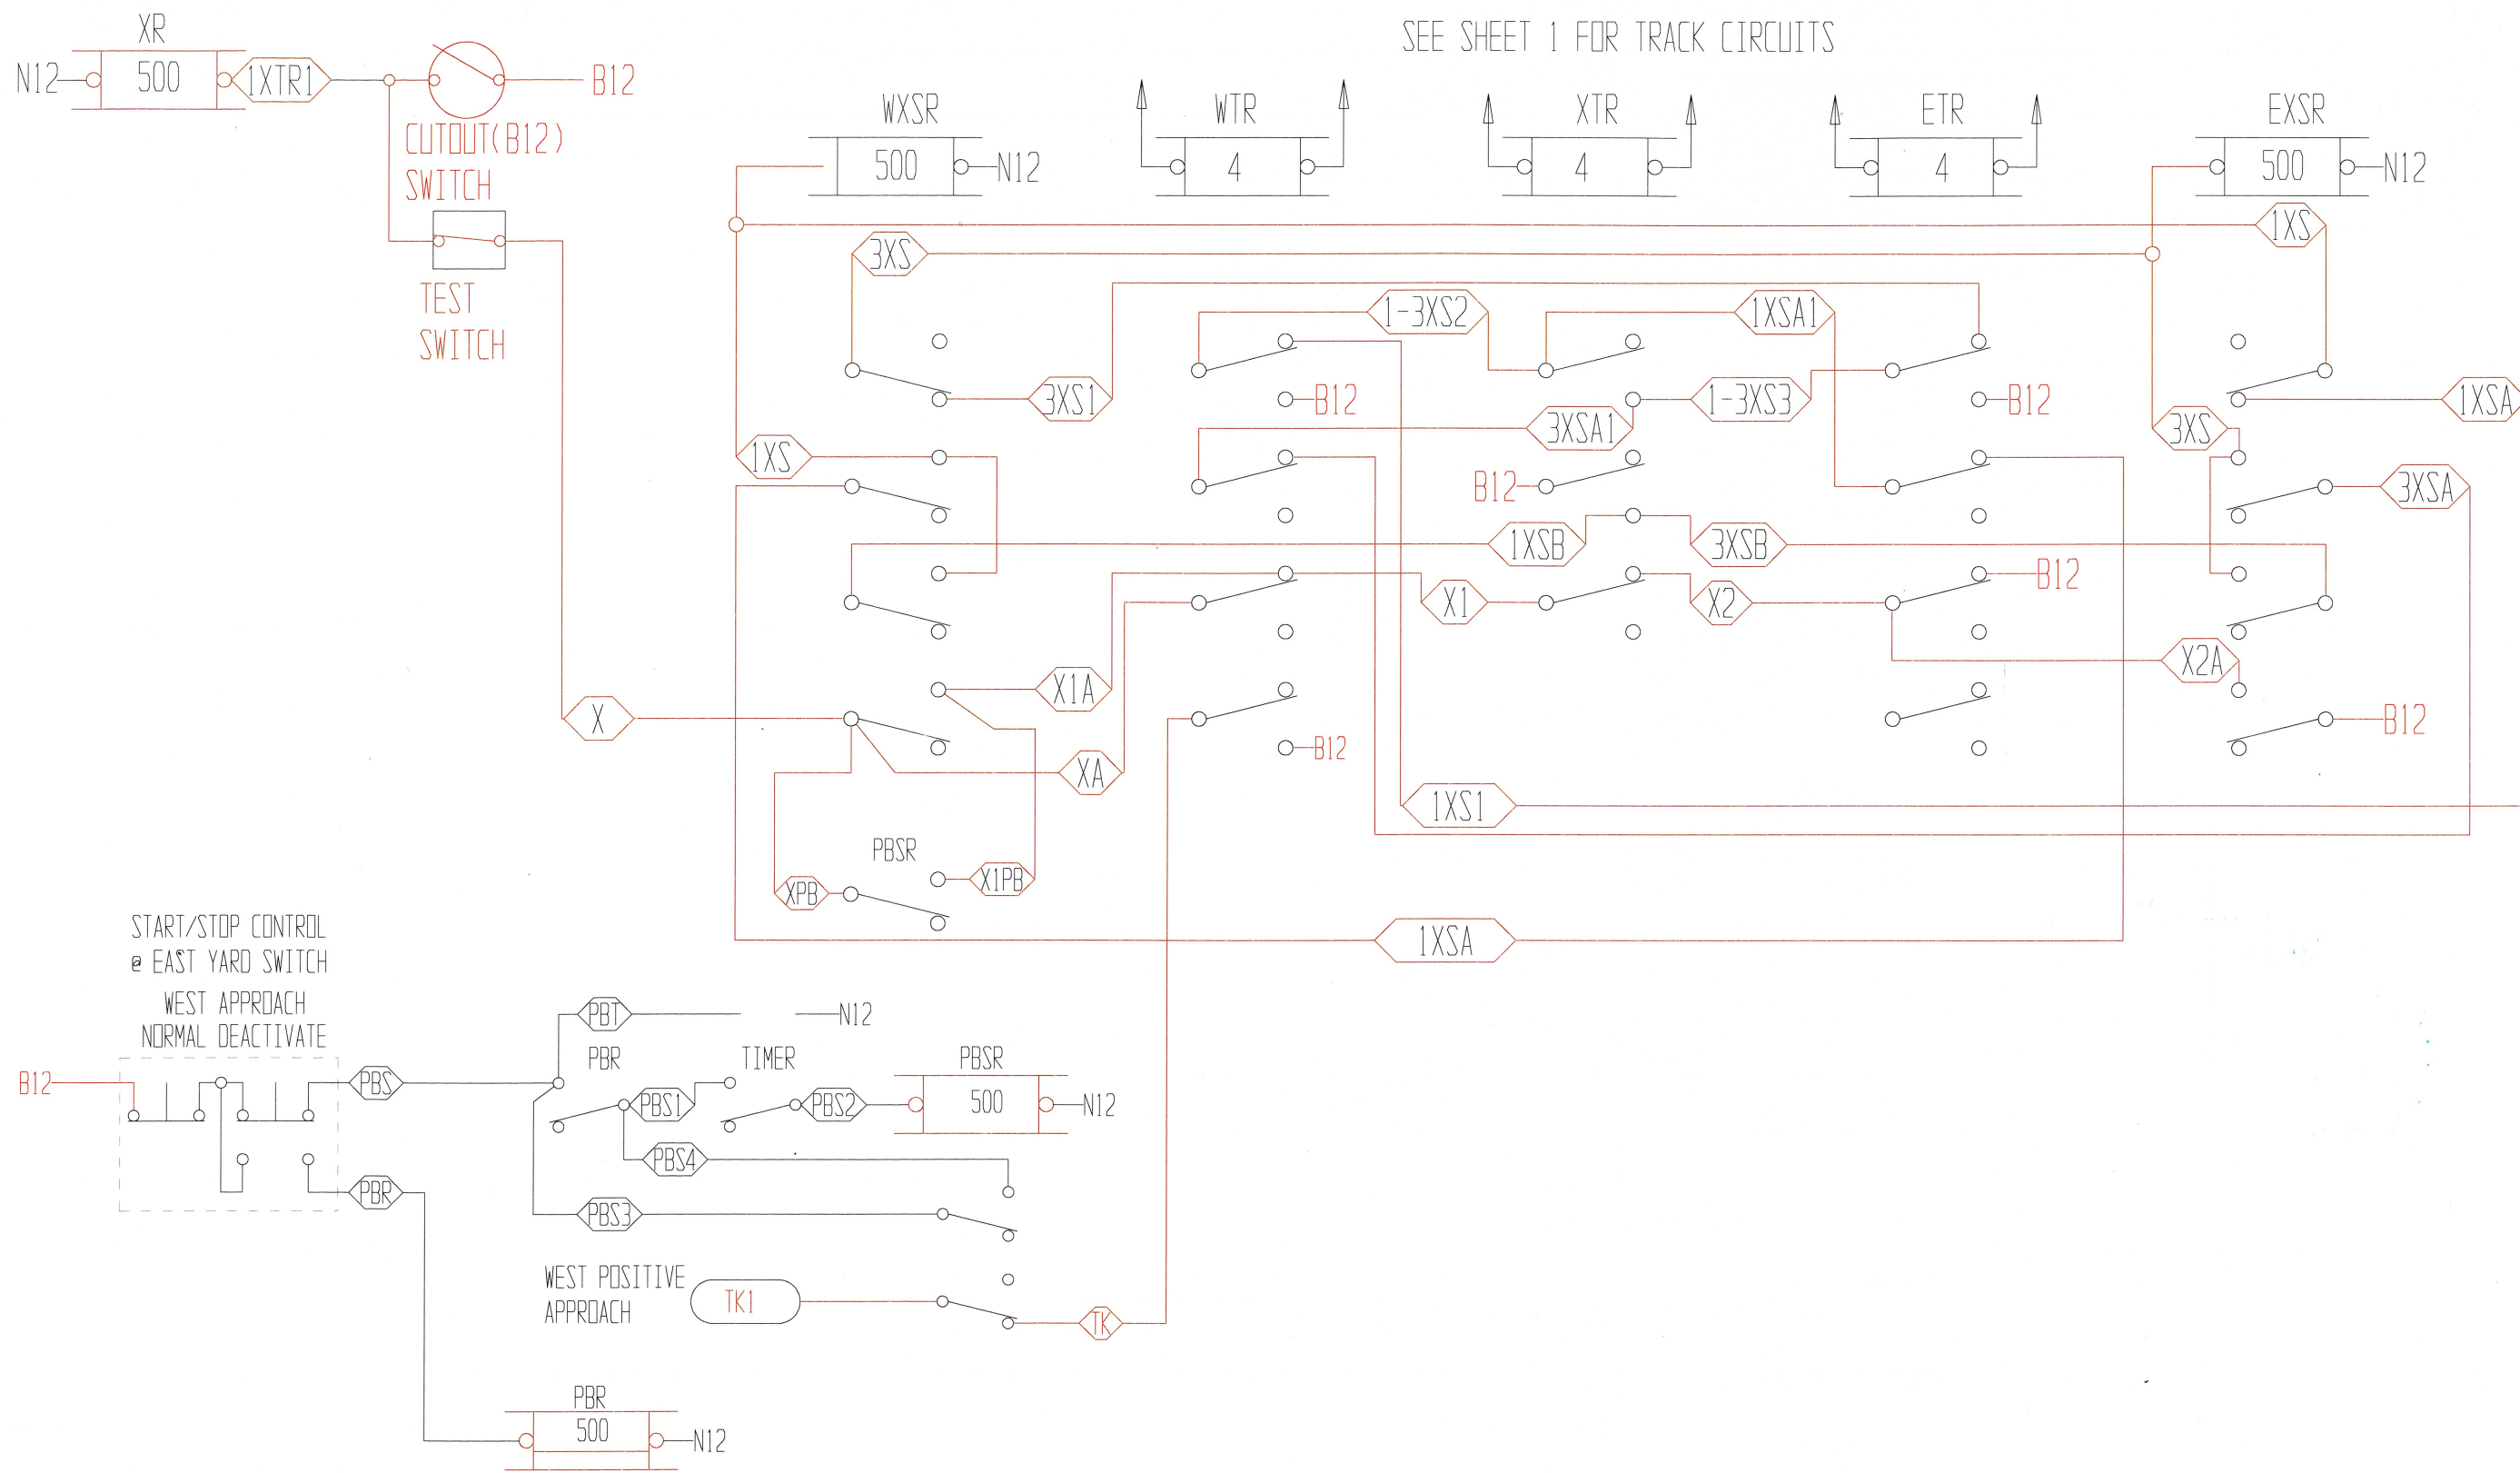 SEE SHEET 1 FOR TRACK CIRCUITS
XR
N12
500
1XTR1
B12
CUTOUT(B12)
SWITCH
TEST
SWITCH
WXSR
500
N12
WTR
4
XTR
4
ETR
4
EXSR
500
N12
1XS
3XS
1-3XS2
1XSA1
3XS1
B12
1-3XS3
B12
1XSA
3XSA1
3XS
1XS
B12
3XSA
1XSB
3XSB
X1
X2
B12
X2A
X1A
X
B12
B12
XA
1XS1
PBSR
XPB
X1PB
1XSA
START/STOP CONTROL
@ EAST YARD SWITCH
WEST APPROACH
NORMAL DEACTIVATE
PBT
N12
PBR
TIMER
PBSR
B12
PBS
PBS1
PBS2
500
N12
PBS4
PBR
PBS3
WEST POSITIVE
APPROACH
TK1
TK
PBR
500
N12